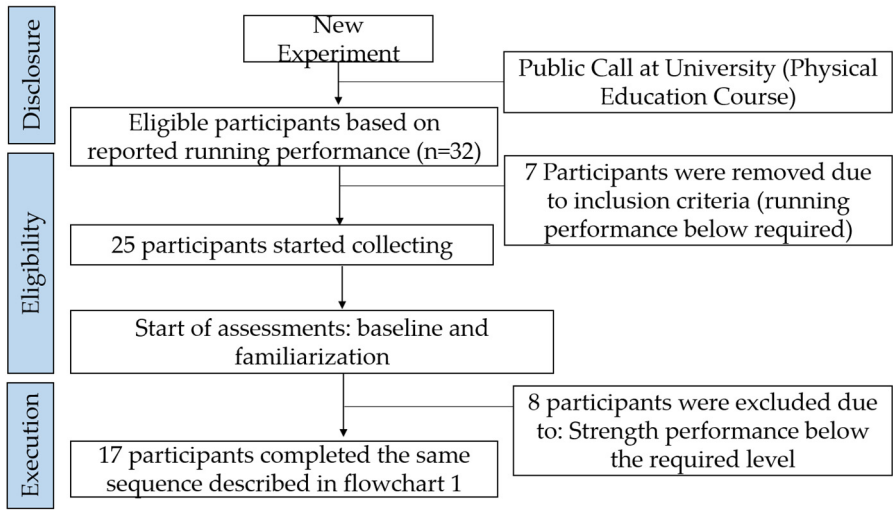 Disclosure
New
Experiment
Public Call at University (Physical
Education Course)
Eligible participants based on
reported running performance (n=32)
Eligibility
7 Participants were removed due
to inclusion criteria (running
performance below required)
25 participants started collecting
Start of assessments: baseline and
familiarization
Execution
8 participants were excluded due
to: Strength performance below
the required level
17 participants completed the same
sequence described in flowchart 1